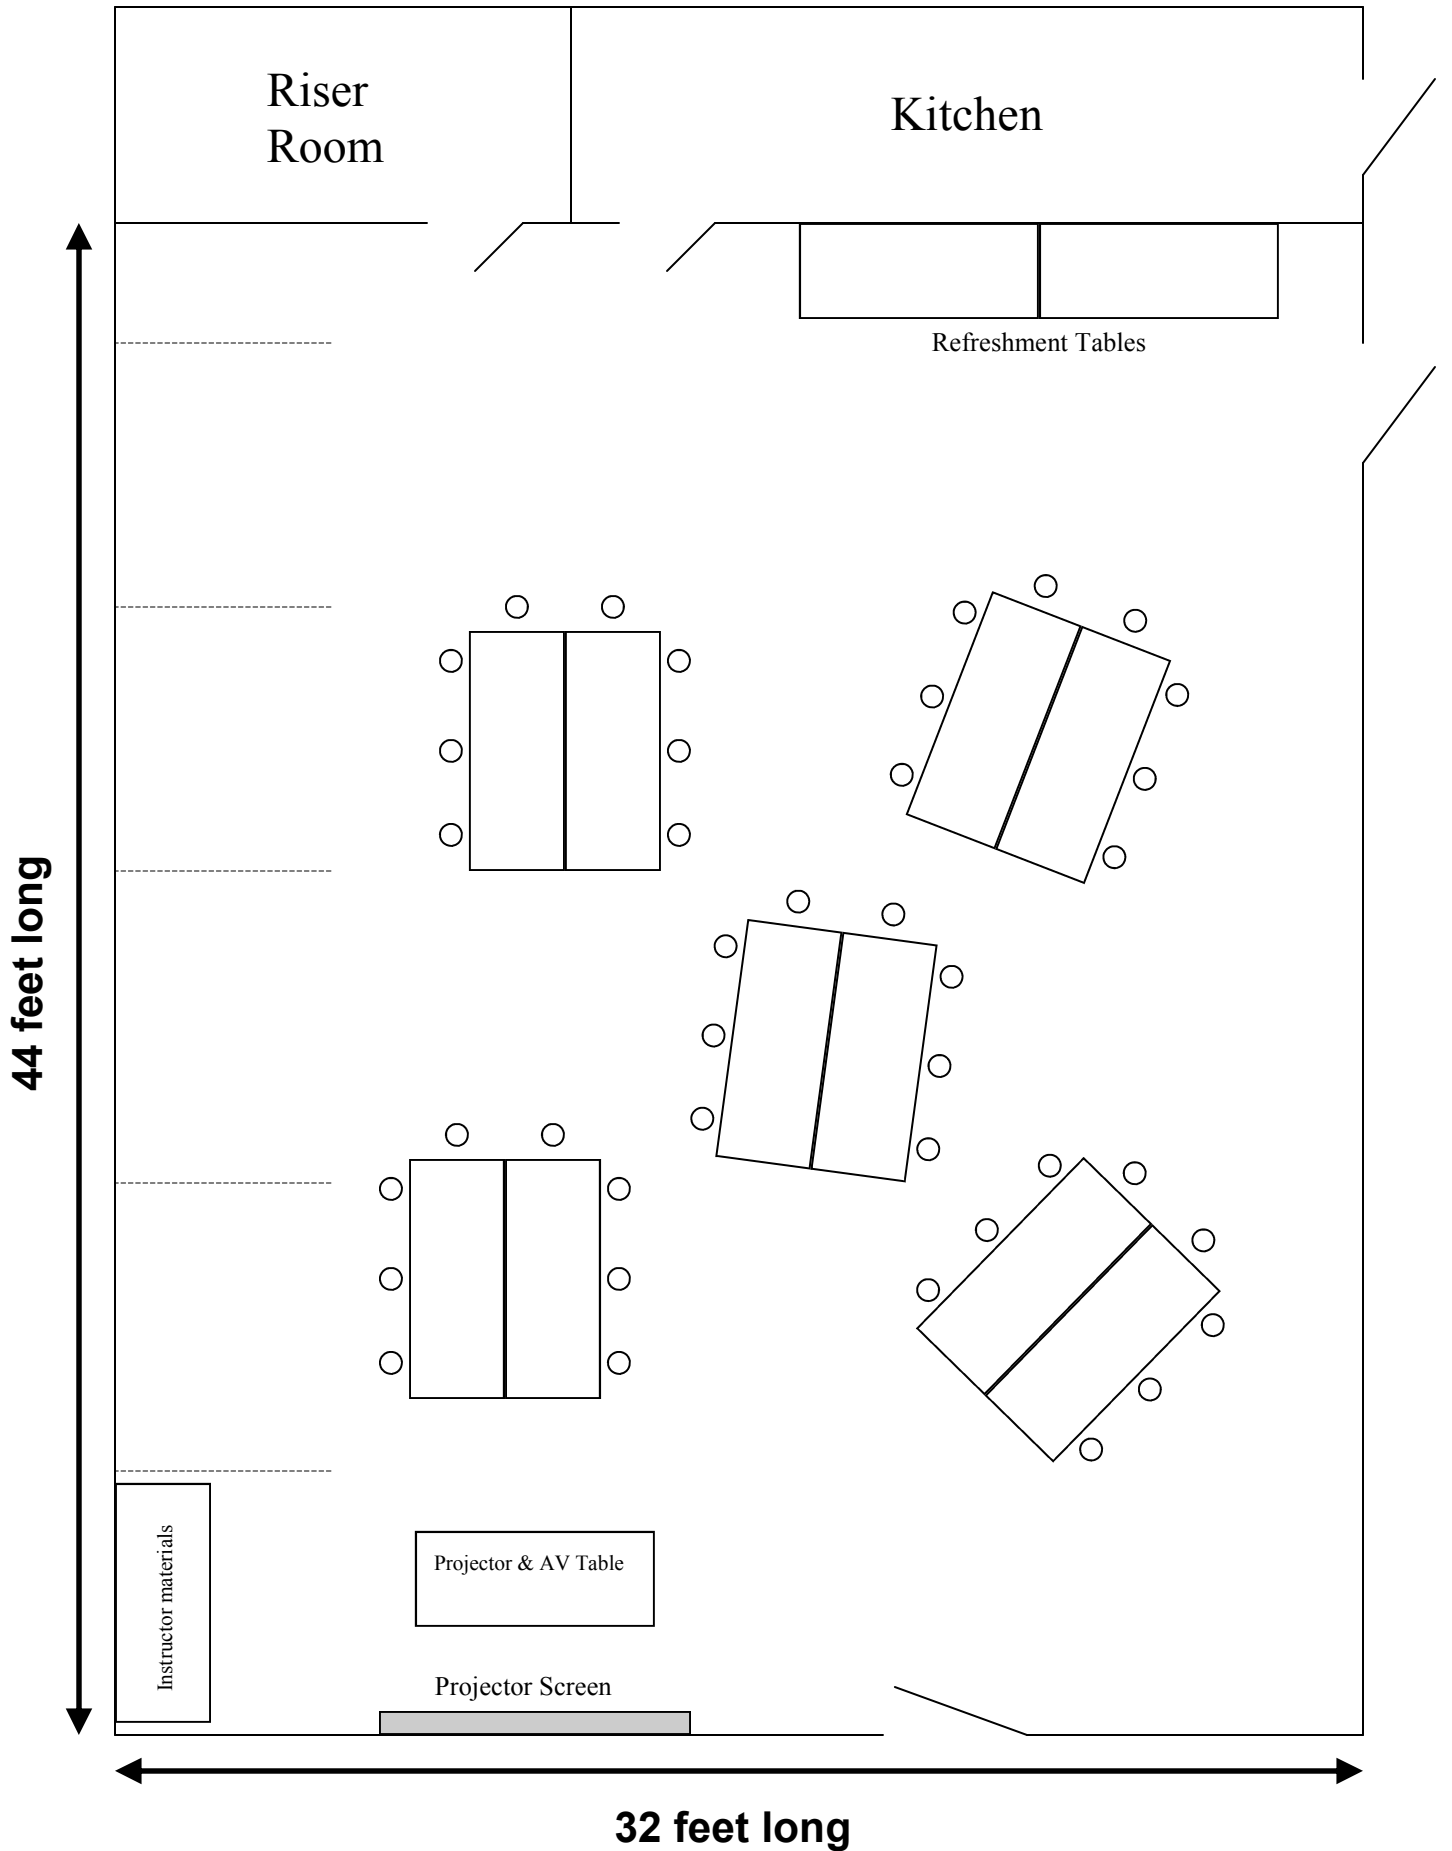 Riser
Room
Kitchen
Refreshment Tables
44 feet long
Instructor materials
Projector & AV Table
Projector Screen
32 feet long